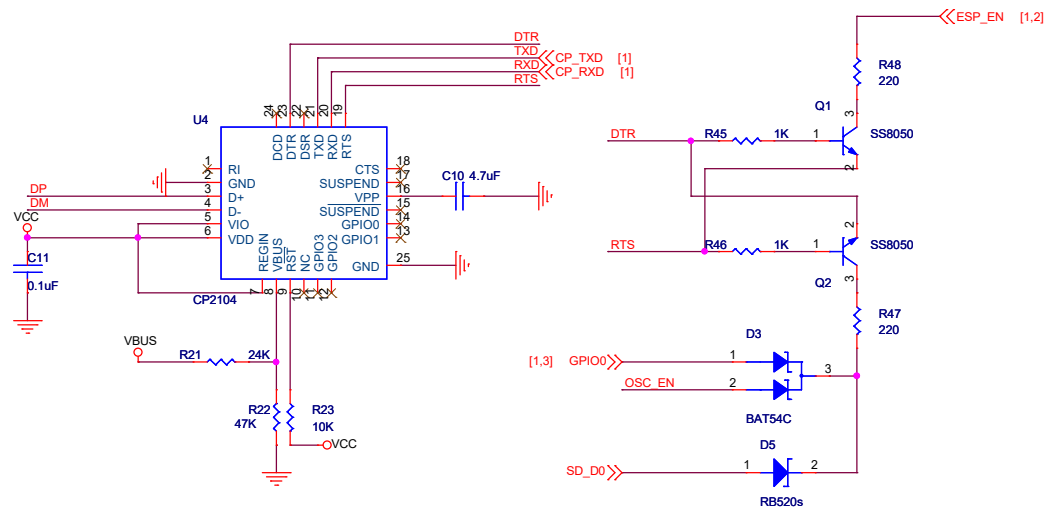 ESP_EN [1,2]
DTR
TXD
CP_TXD [1]
RXD
CP_RXD [1]
RTS
R48
220
24 23 22 21 20 19
U4
DCD DTR DSR TXD RXD RTS
Q1
3
SS8050
DTR
R45 1K 1
2
1 RI
2 GND
3 D+
4 D-
5 VIO
6 VDD
DP
DM
VCC
CTS 18
SUSPEND 17
VPP 16
SUSPEND 15
GPIO0 14
GPIO1 13
GND 25
C10 4.7uF
C11
0.1uF
REGIN VBUS RST NC GPIO3 GPIO2
7 8 9 10 11 12
CP2104
2
RTS
R46 1K 1
SS8050
3
Q2
R47
220
VBUS
R21 24K
R22
47K
R23
10K
VCC
D3
[1,3] GPIO0 1
OSC_EN 2
3
BAT54C
D5
SD_D0 1 2
RB520s